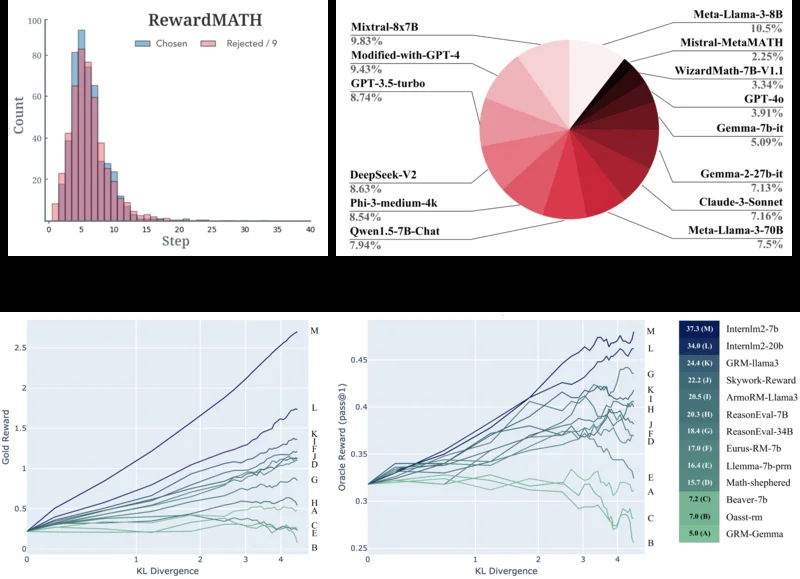 RewardMATH
Chosen
Rejected / 9
100
80
60
40
20
Count
0
5
10
15
20
25
30
35
40
Step
Mixtral-8x7B
9.83%
Modified-with-GPT-4
9.43%
GPT-3.5-turbo
8.74%
DeepSeek-V2
8.63%
Phi-3-medium-4k
8.54%
Qwen1.5-7B-Chat
7.94%
Meta-Llama-3-8B
10.5%
Mistral-MetaMATH
2.25%
WizardMath-7B-V1.1
3.34%
GPT-4o
3.91%
Gemma-7b-it
5.09%
Gemma-2-27b-it
7.13%
Claude-3-Sonnet
7.16%
Meta-Llama-3-70B
7.5%
Gold Reward
2.5
2
1.5
1
0.5
0
0
1
2
3
4
KL Divergence
M
L
K
I
F
J
D
G
H
A
C
E
B
Oracle Reward (pass@1)
0.45
0.4
0.35
0.3
0.25
0
1
2
3
4
KL Divergence
M
L
G
K
I
H
J
F
D
E
A
C
B
37.3 (M) Internlm2-7b
34.0 (L) Internlm2-20b
24.4 (K) GRM-llama3
22.2 (J) Skywork-Reward
20.5 (I) ArmoRM-Llama3
20.3 (H) ReasonEval-7B
18.4 (G) ReasonEval-34B
17.0 (F) Eurus-RM-7b
16.4 (E) Llemma-7b-prm
15.7 (D) Math-shephered
7.2 (C) Beaver-7b
7.0 (B) Oasst-rm
5.0 (A) GRM-Gemma